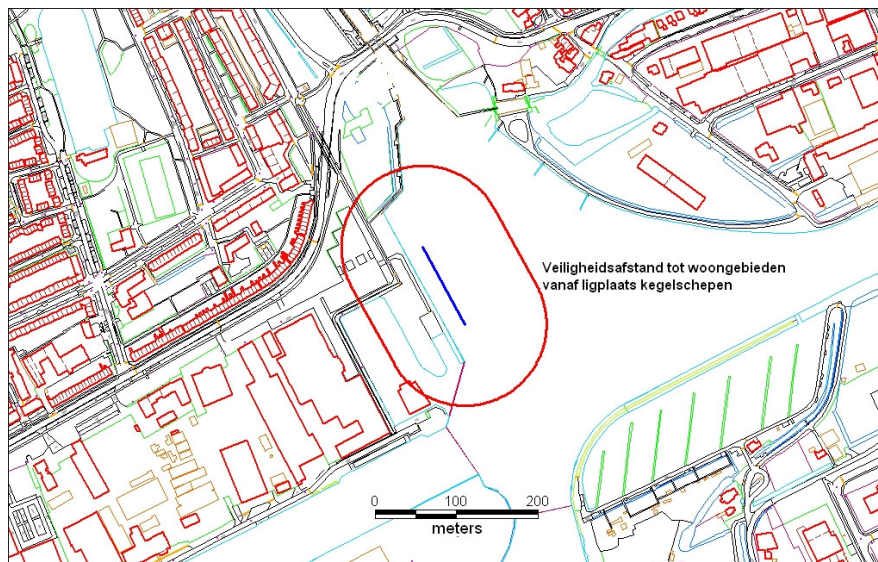 Veiligheidsafstand tot woongebieden
vanaf ligplaats kegelschepen
0 100 200
meters